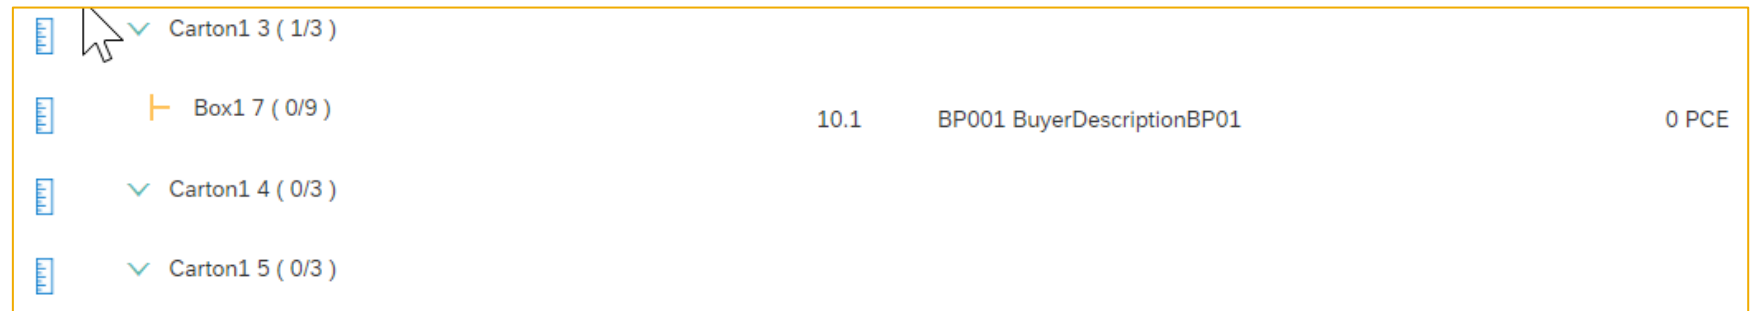 Carton1 3 ( 1/3 )
Box1 7 ( 0/9 ) 10.1 BP001 BuyerDescriptionBP01 0 PCE
Carton1 4 ( 0/3 )
Carton1 5 ( 0/3 )